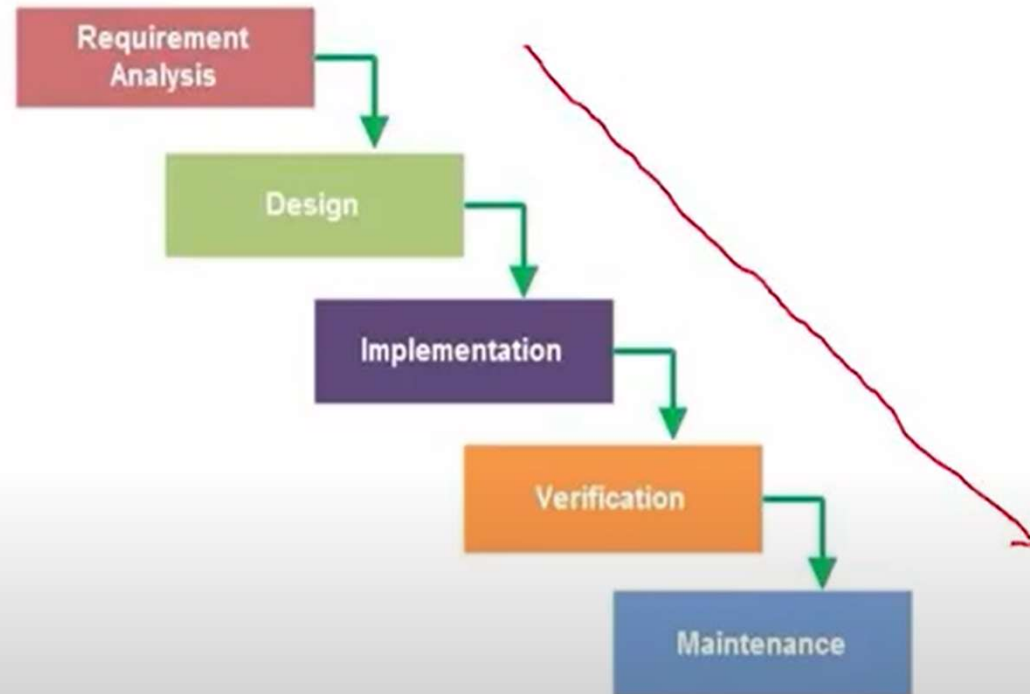 Requirement
Analysis
Design
Implementation
Verification
Maintenance